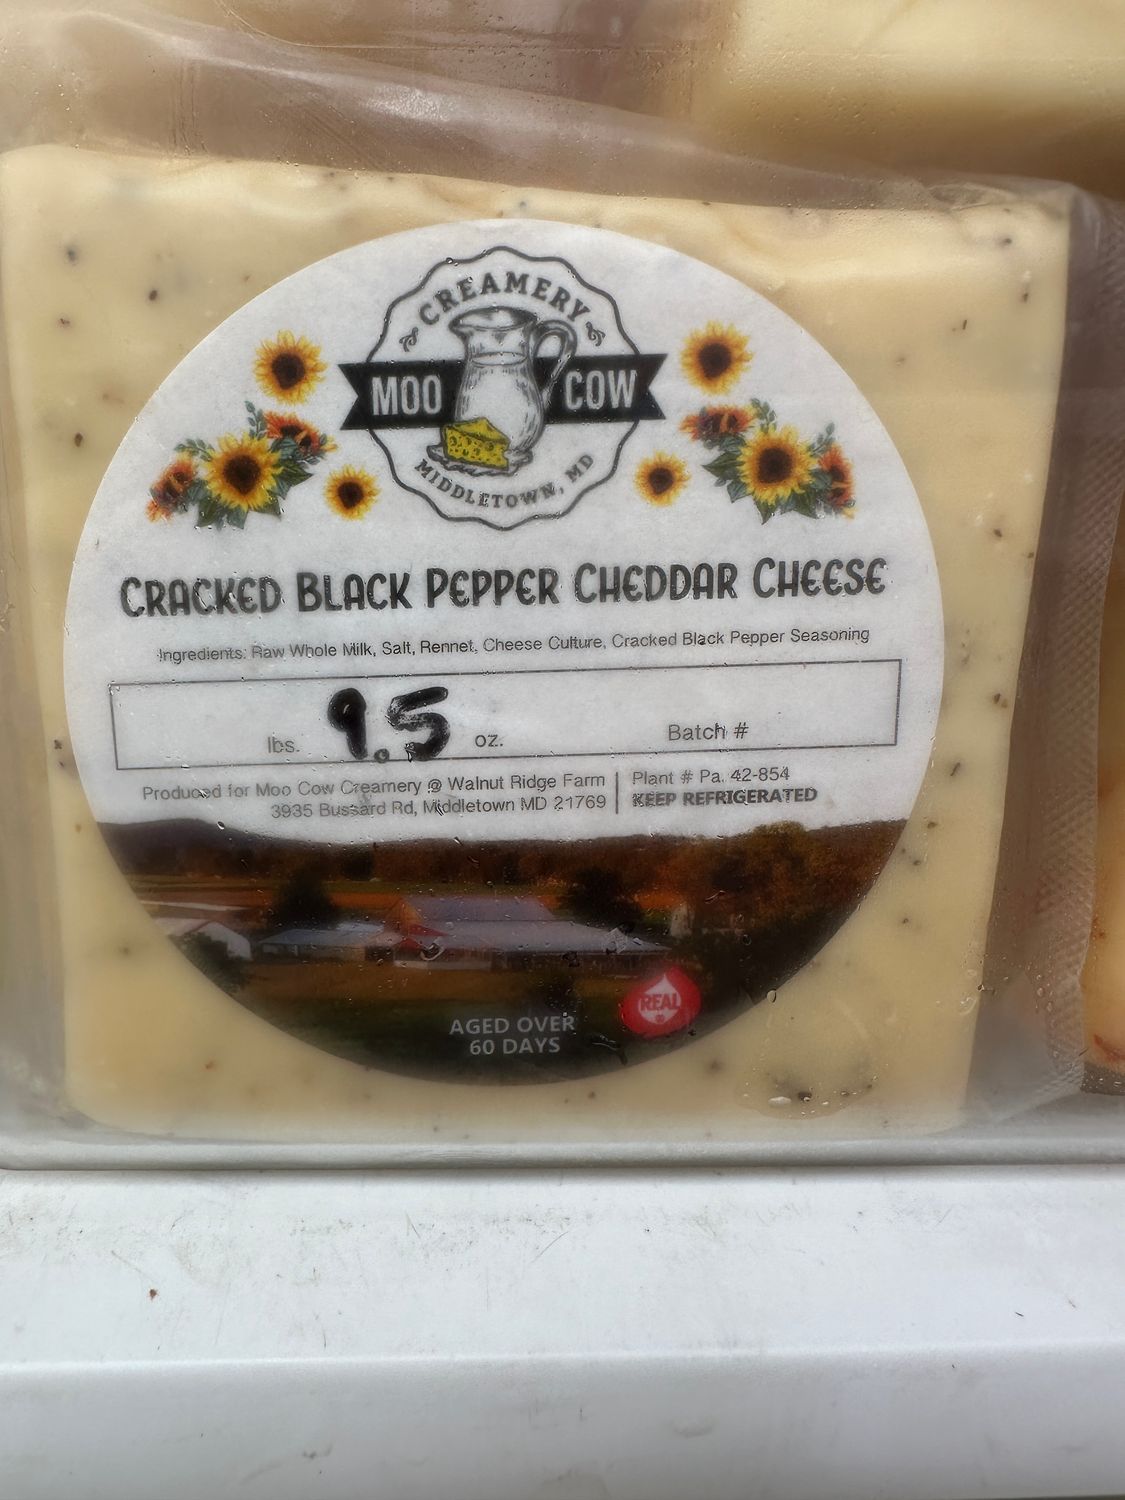 CREAMERY
MOO COW
MIDDLETOWN, MD
CRACKED BLACK PEPPER CHEDDAR CHEESE
Ingredients: Raw Whole Milk, Salt, Rennet, Cheese Culture, Cracked Black Pepper Seasoning
lbs. 9.5 oz. Batch #
Produced for Moo Cow Creamery @ Walnut Ridge Farm
3935 Bussard Rd, Middletown MD 21769
Plant # Pa. 42-854
KEEP REFRIGERATED
REAL
AGED OVER
60 DAYS